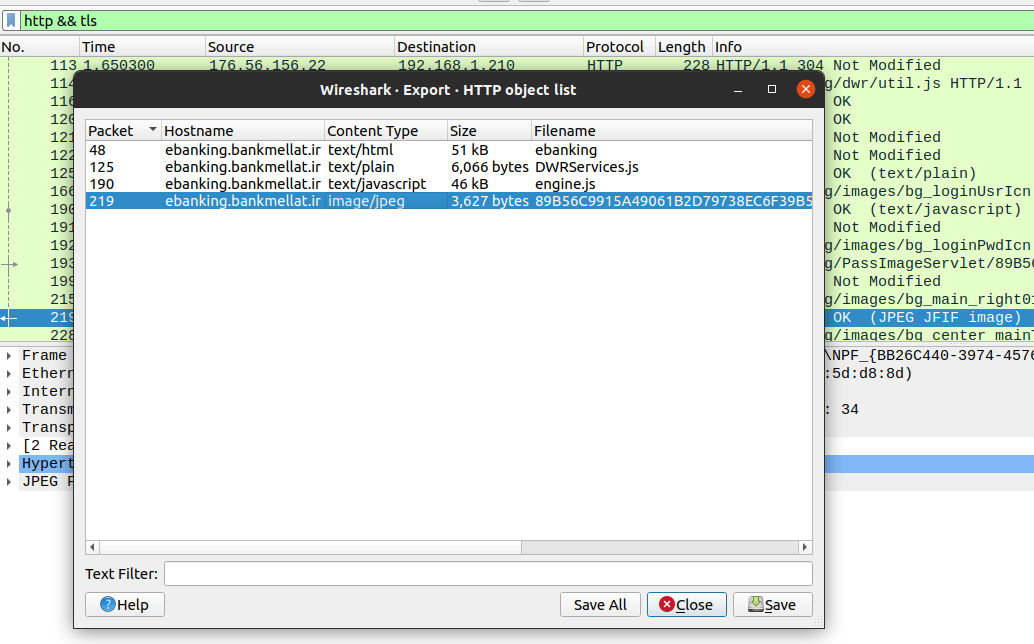 http && tls
No. Time Source Destination Protocol Length Info
113 1.650300 176.56.156.22 192.168.1.210 HTTP 228 HTTP/1.1 304 Not Modified
114 g/dwr/util.js HTTP/1.1
116 OK
120 OK
121 Not Modified
122 Not Modified
125 OK (text/plain)
166 g/images/bg_loginUsrIcn
190 OK (text/javascript)
191 Not Modified
192 g/images/bg_loginPwdIcn
193 g/PassImageServlet/89B56
199 Not Modified
215 g/images/bg_main_right01
219 OK (JPEG JFIF image)
228 g/images/bg_center_main
Wireshark · Export · HTTP object list
Packet Hostname Content Type Size Filename
48 ebanking.bankmellat.ir text/html 51 kB ebanking
125 ebanking.bankmellat.ir text/plain 6,066 bytes DWRServices.js
190 ebanking.bankmellat.ir text/javascript 46 kB engine.js
219 ebanking.bankmellat.ir image/jpeg 3,627 bytes 89B56C9915A49061B2D79738EC6F39B5
Text Filter:
Help Save All Close Save
Frame \NPF_{BB26C440-3974-4576
Ethern :5d:d8:8d)
Intern
Transm : 34
Transp
[2 Rea
Hypert
JPEG F